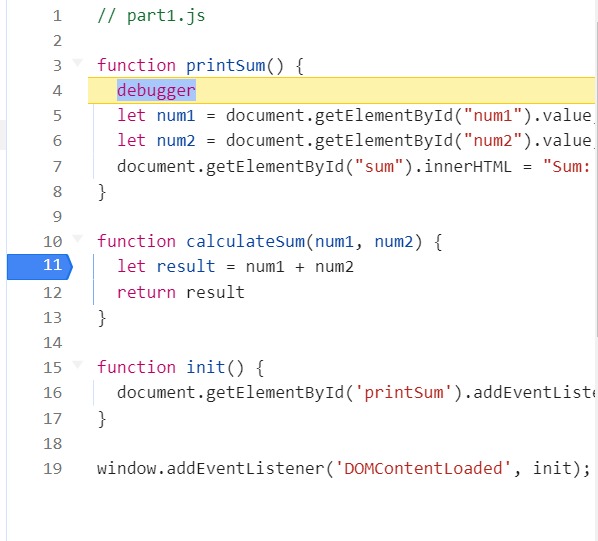 1 // part1.js
2
3 function printSum() {
4 debugger
5 let num1 = document.getElementById("num1").value
6 let num2 = document.getElementById("num2").value
7 document.getElementById("sum").innerHTML = "Sum:
8 }
9
10 function calculateSum(num1, num2) {
11 let result = num1 + num2
12 return result
13 }
14
15 function init() {
16 document.getElementById('printSum').addEventListe
17 }
18
19 window.addEventListener('DOMContentLoaded', init);